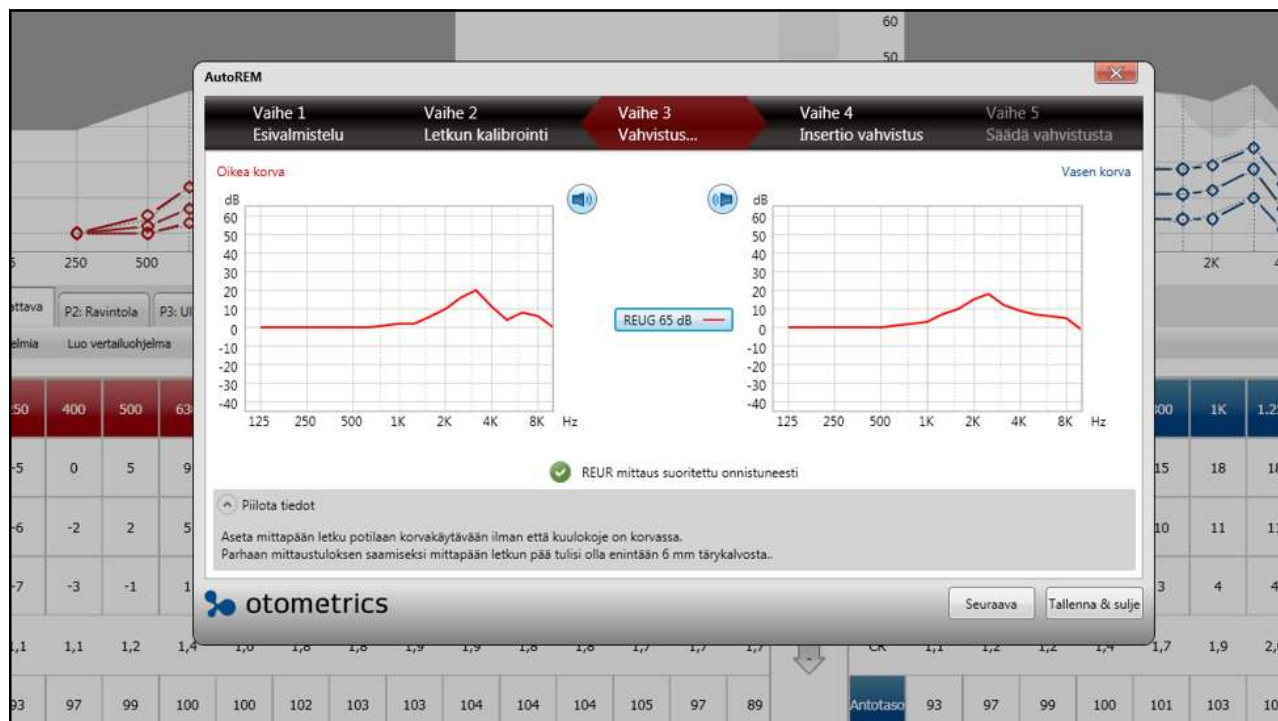 60
50
AutoREM
Vaihe 1 Vaihe 2 Vaihe 3 Vaihe 4 Vaihe 5
Esivalmistelu Letkun kalibrointi Vahvistus... Insertio vahvistus Säädä vahvistusta
Oikea korva Vasen korva
dB dB
60 60
50 50
40 40
30 30
20 20
10 10
0 0
-10 -10
-20 -20
-30 -30
-40 -40
125 250 500 1K 2K 4K 8K Hz 125 250 500 1K 2K 4K 8K Hz
REUG 65 dB
REUR mittaus suoritettu onnistuneesti
Piilota tiedot
Aseta mittapään letku potilaan korvakäytävään ilman että kuulokoje on korvassa.
Parhaan mittaustuloksen saamiseksi mittapään letkun pää tulisi olla enintään 6 mm tärykalvosta..
otometrics
Seuraava Tallenna & sulje
250 500 2K
P2: Ravintola P3:
Luo vertailuohjelma
400 500 1K
-5 0 5 9 15 18
-6 -2 2 5 10 11
-7 -3 -1 1 3 4
1,1 1,2 1,4 1,7 1,9
93 97 99 100 100 102 103 103 104 104 104 105 97 89 Antotaso 93 97 99 100 101 103